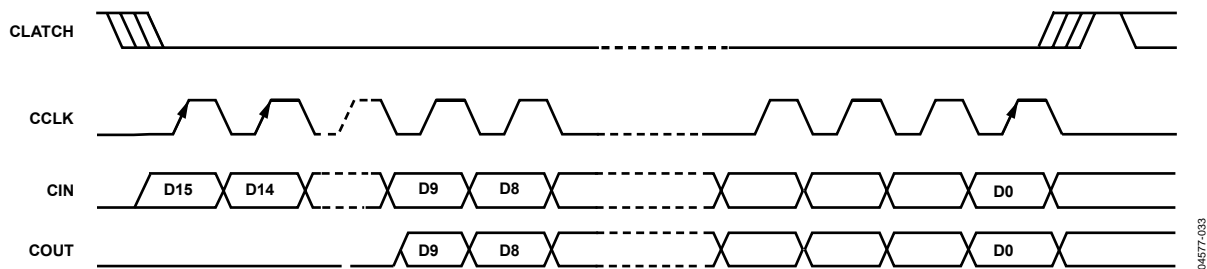 CLATCH
CCLK
CIN D15 D14 D9 D8 D0
COUT D9 D8 D0
04577-033